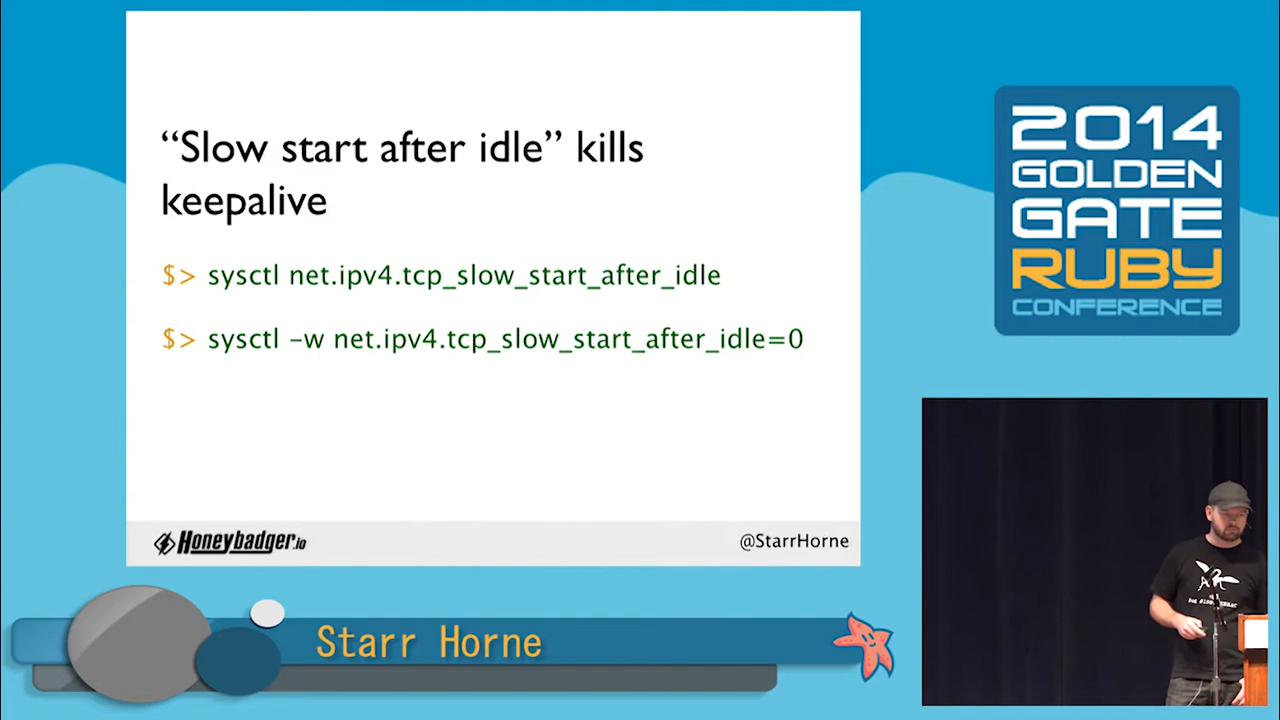 “Slow start after idle” kills
keepalive
$> sysctl net.ipv4.tcp_slow_start_after_idle
$> sysctl -w net.ipv4.tcp_slow_start_after_idle=0
Honeybadger.io
@StarrHorne
Starr Horne
2014
GOLDEN
GATE
RUBY
CONFERENCE